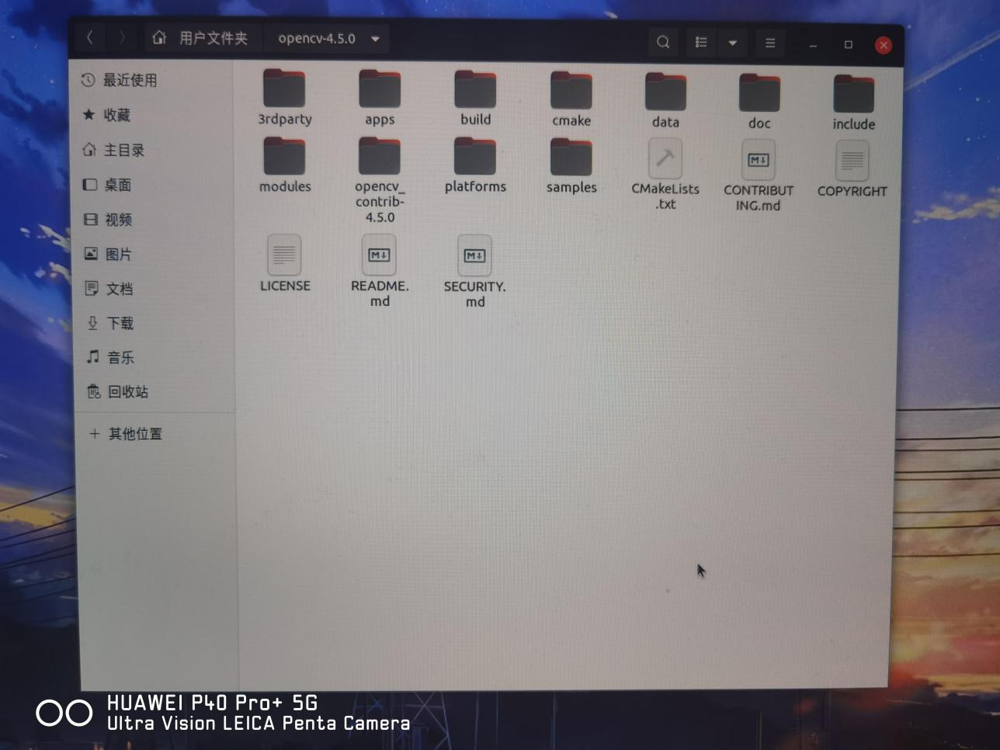 用户文件夹
opencv-4.5.0
最近使用
收藏
主目录
桌面
视频
图片
文档
下载
音乐
回收站
其他位置
3rdparty
apps
build
cmake
data
doc
include
modules
opencv_
contrib-
4.5.0
platforms
samples
CMakeLists
.txt
CONTRIBUT
ING.md
COPYRIGHT
LICENSE
README.
md
SECURITY.
md
HUAWEI P40 Pro+ 5G
Ultra Vision LEICA Penta Camera